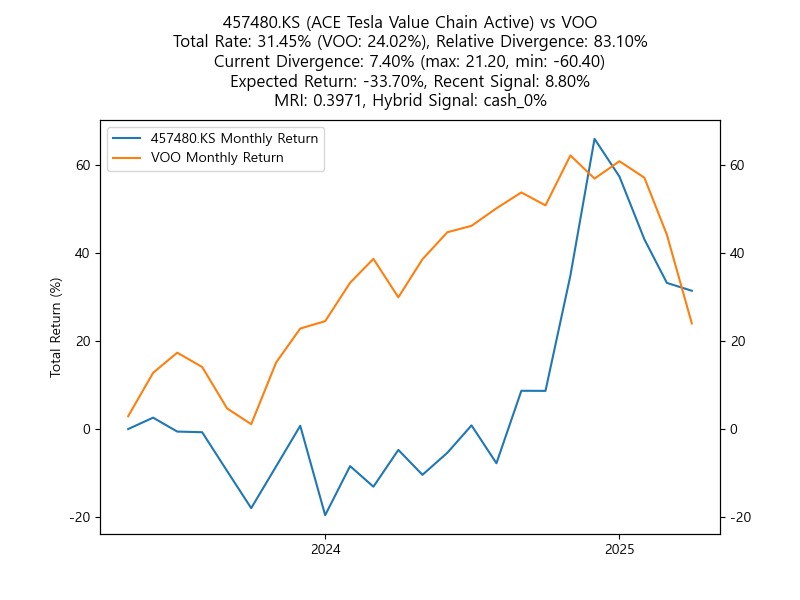 457480.KS (ACE Tesla Value Chain Active) vs VOO
Total Rate: 31.45% (VOO: 24.02%), Relative Divergence: 83.10%
Current Divergence: 7.40% (max: 21.20, min: -60.40)
Expected Return: -33.70%, Recent Signal: 8.80%
MRI: 0.3971, Hybrid Signal: cash_0%
457480.KS Monthly Return
VOO Monthly Return
60
60
40
40
20
20
0
0
-20
-20
Total Return (%)
2024
2025